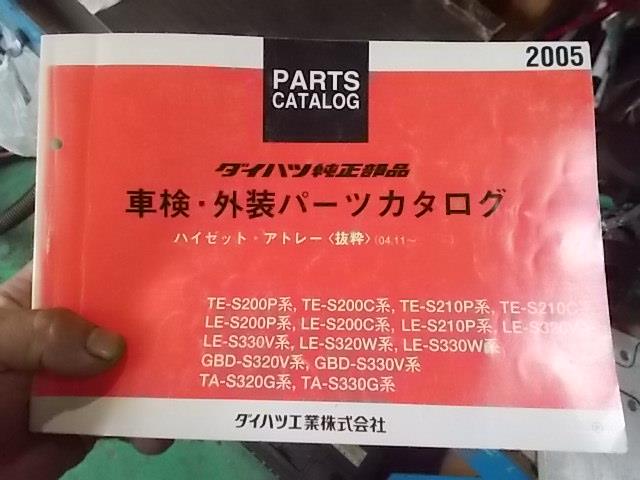 2005
PARTS
CATALOG
ダイハツ純正部品
車検・外装パーツカタログ
ハイゼット・アトレー〈抜粋〉(04.11~
TE-S200P系, TE-S200C系, TE-S210P系, TE-S210C
LE-S200P系, LE-S200C系, LE-S210P系, LE-S320V
LE-S330V系, LE-S320W系, LE-S330W系
GBD-S320V系, GBD-S330V系
TA-S320G系, TA-S330G系
ダイハツ工業株式会社